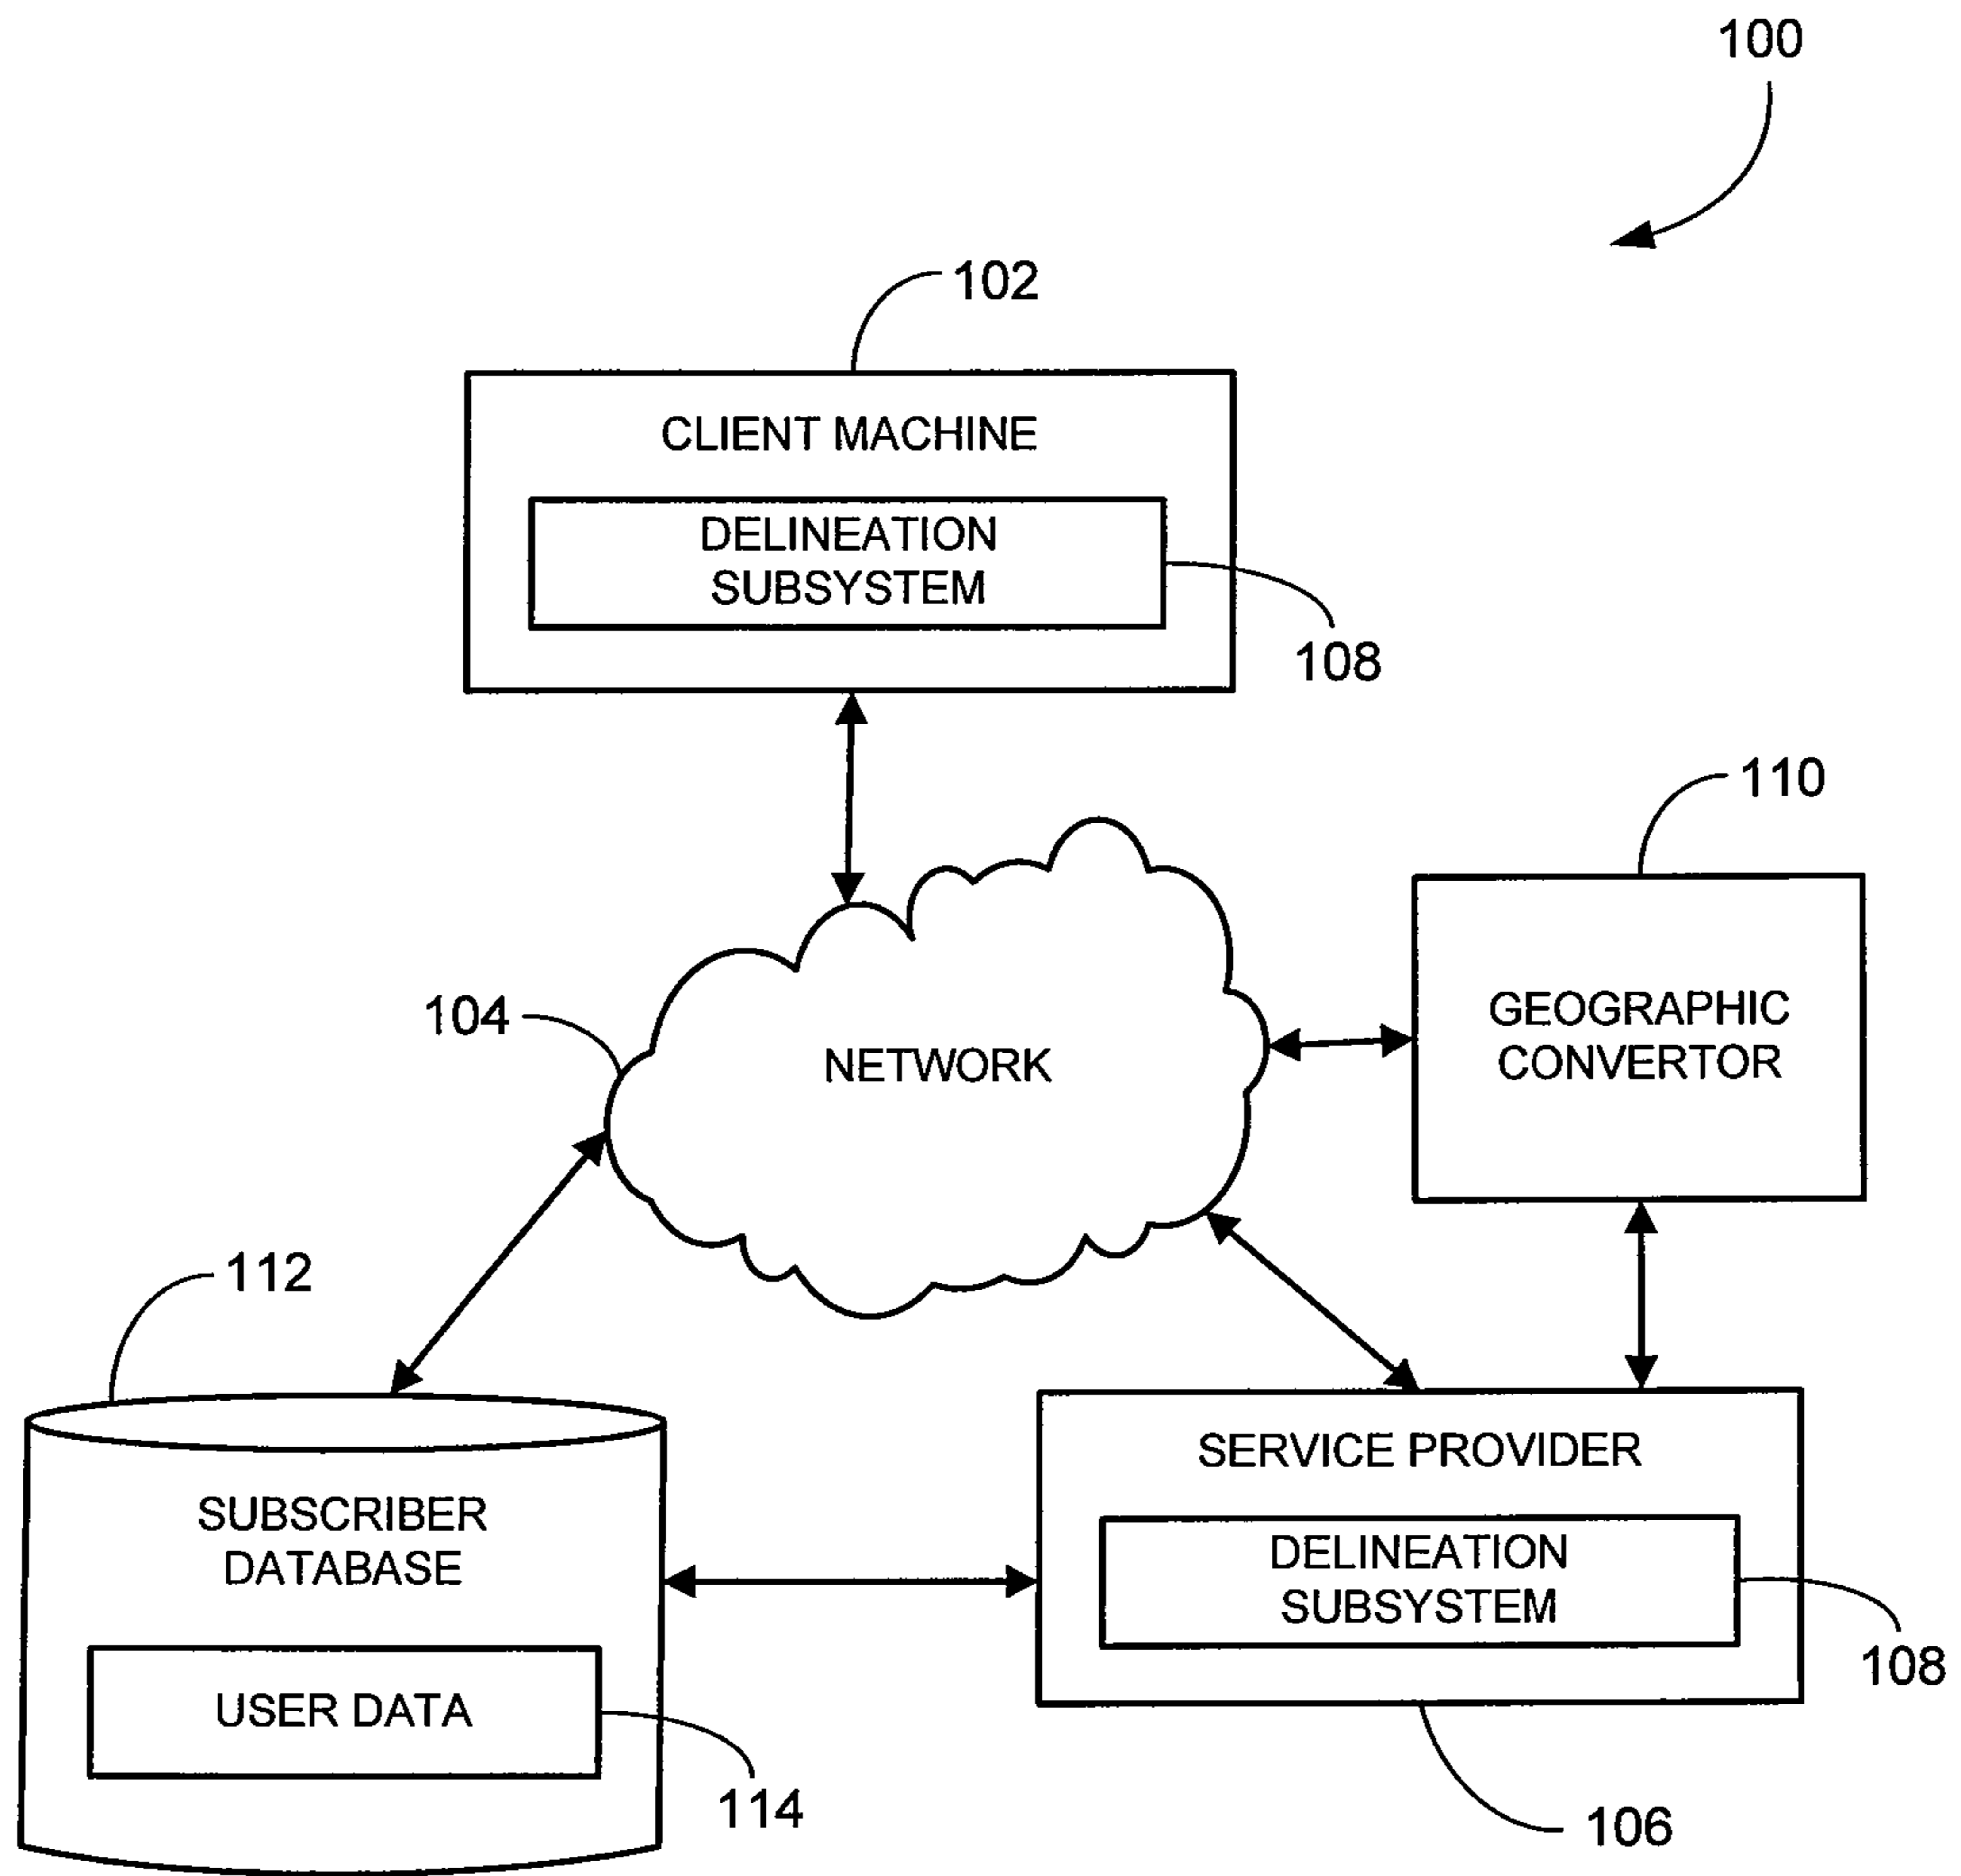 100
102
CLIENT MACHINE
DELINEATION
SUBSYSTEM
108
110
104
NETWORK
GEOGRAPHIC
CONVERTOR
112
SUBSCRIBER
DATABASE
USER DATA
114
SERVICE PROVIDER
DELINEATION
SUBSYSTEM
108
106